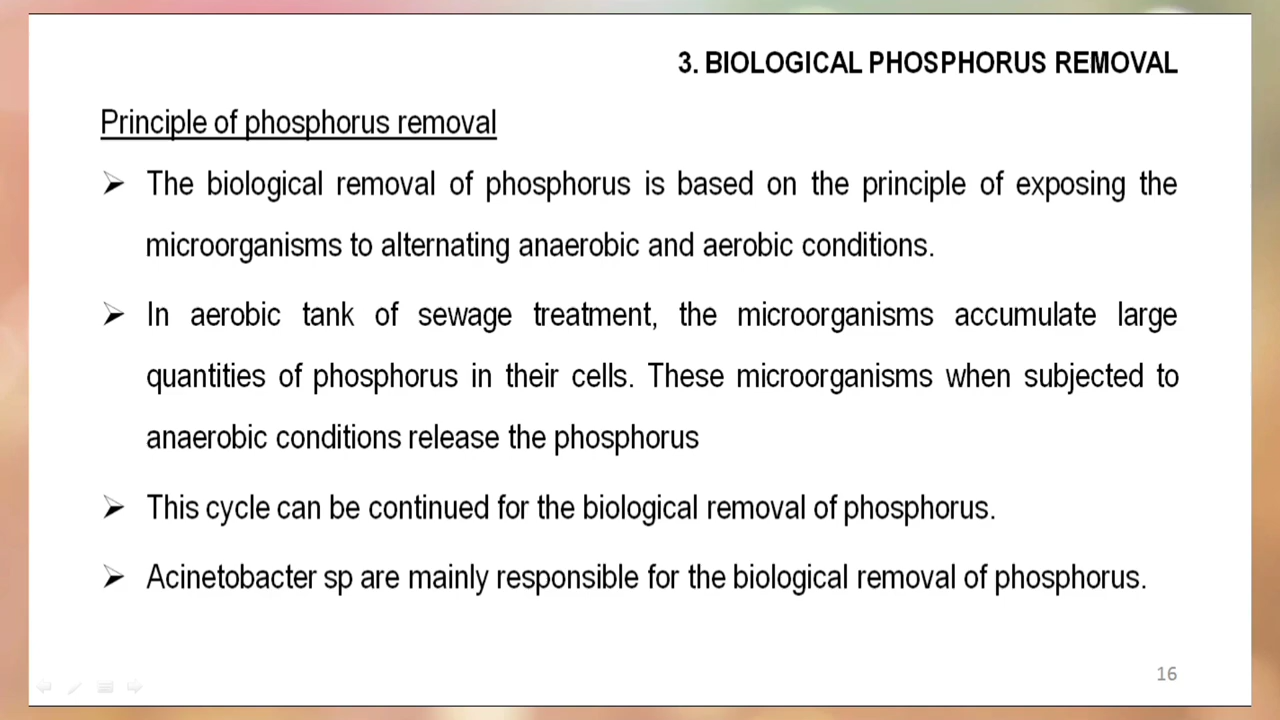 3. BIOLOGICAL PHOSPHORUS REMOVAL
Principle of phosphorus removal
The biological removal of phosphorus is based on the principle of exposing the
microorganisms to alternating anaerobic and aerobic conditions.
In aerobic tank of sewage treatment, the microorganisms accumulate large
quantities of phosphorus in their cells. These microorganisms when subjected to
anaerobic conditions release the phosphorus
This cycle can be continued for the biological removal of phosphorus.
Acinetobacter sp are mainly responsible for the biological removal of phosphorus.
16